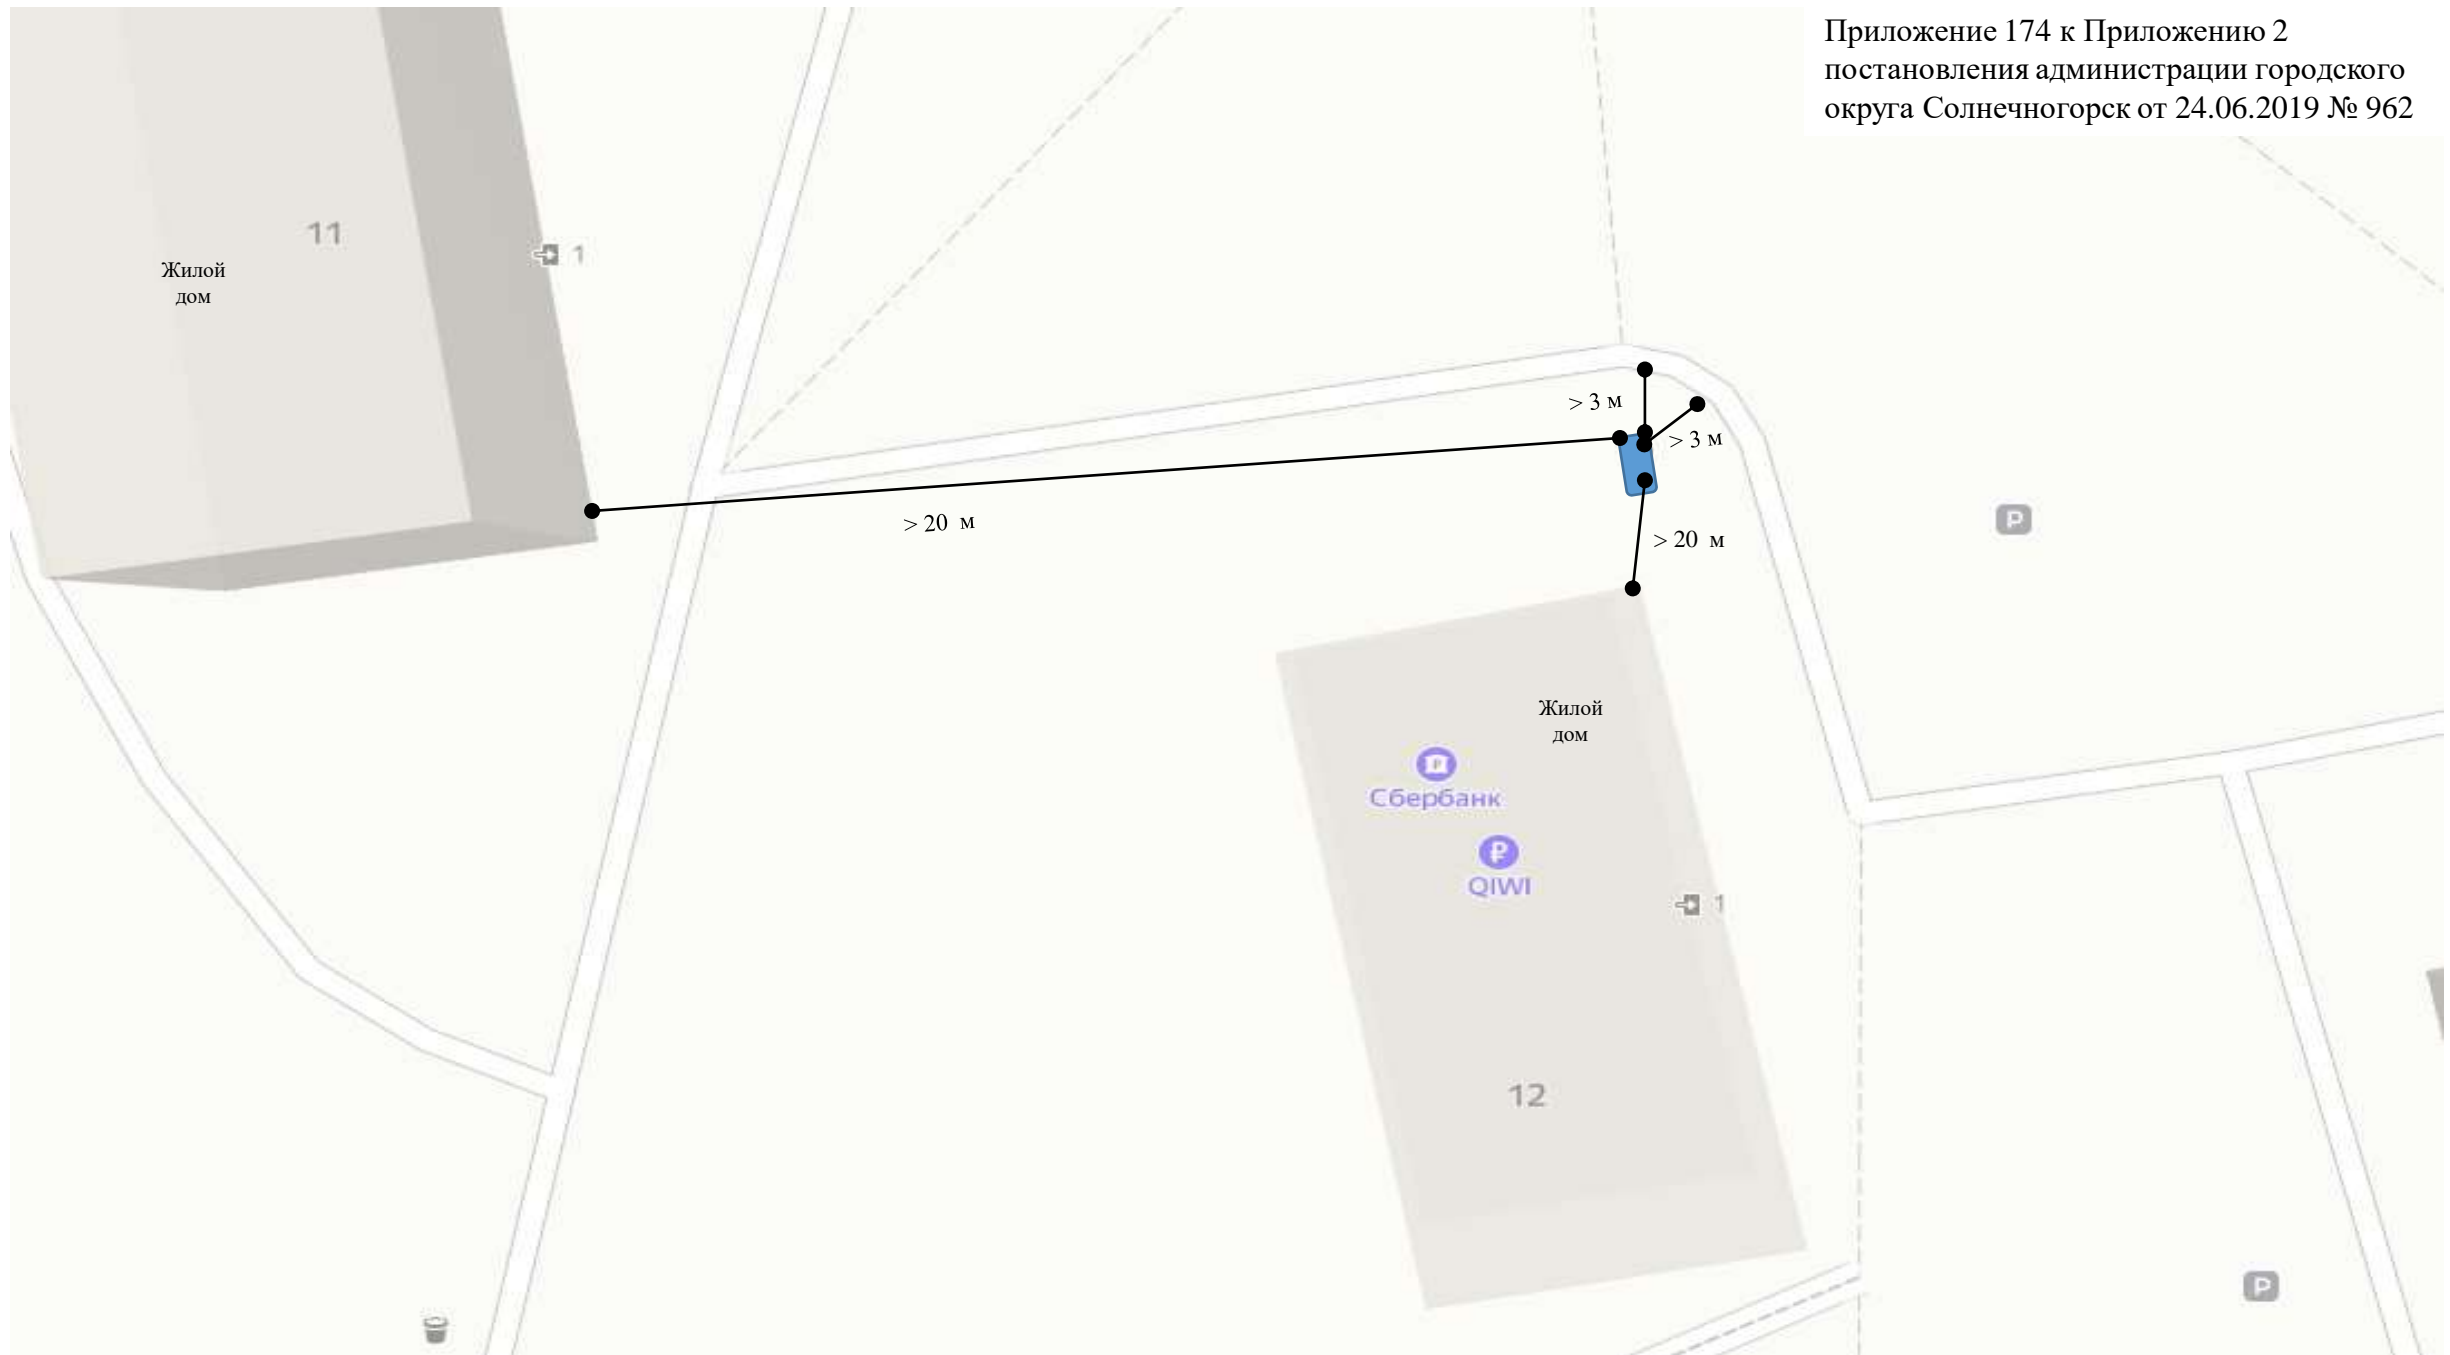 Приложение 174 к Приложению 2
постановления администрации городского
округа Солнечногорск от 24.06.2019 № 962
11
1
Жилой
дом
> 3 м
> 3 м
> 20 м
> 20 м
P
Жилой
дом
Сбербанк
₽
QIWI
1
12
P